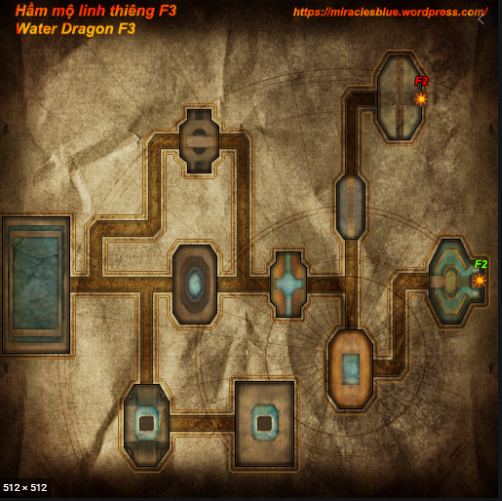 Hầm mộ linh thiêng F3
https://miraclesblue.wordpress.com/
Water Dragon F3
F2
F2
512 × 512